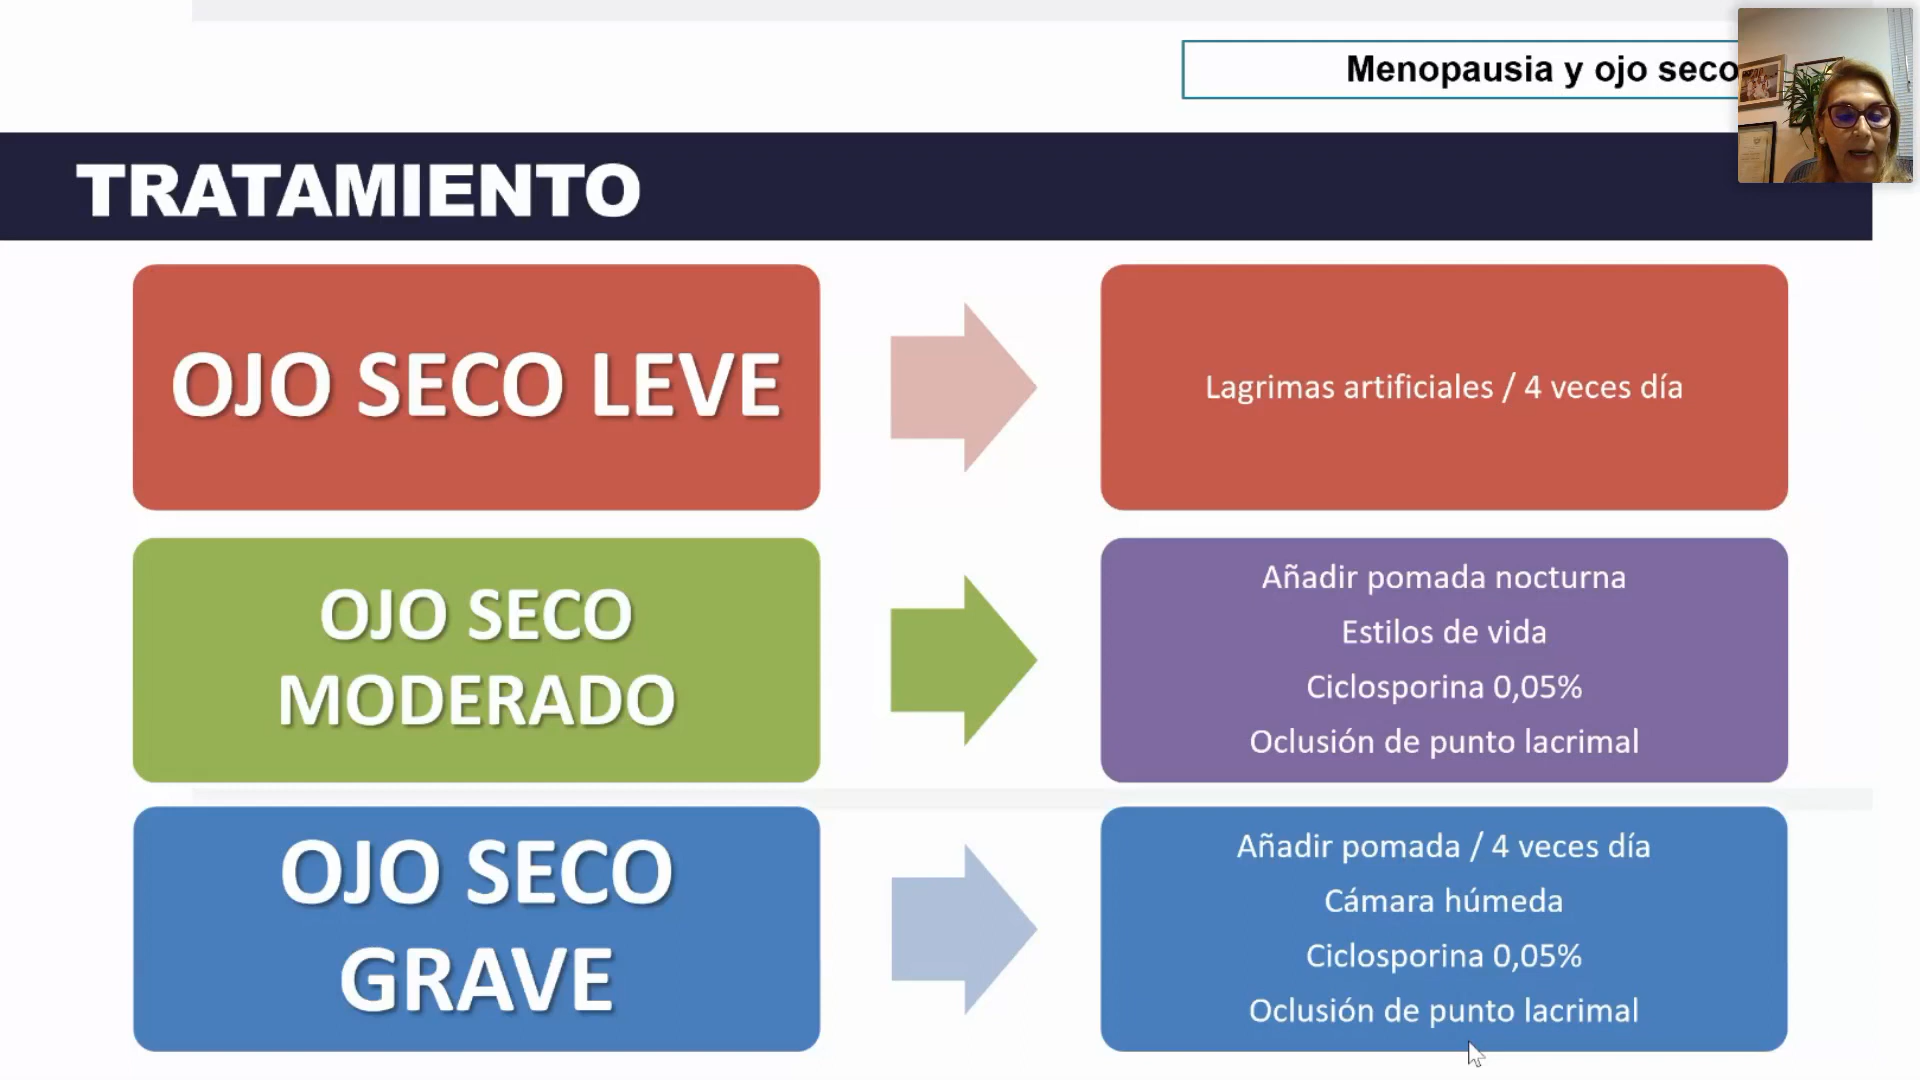 Menopausia y ojo seco
TRATAMIENTO
OJO SECO LEVE
Lagrimas artificiales / 4 veces día
OJO SECO
MODERADO
Añadir pomada nocturna
Estilos de vida
Ciclosporina 0,05%
Oclusión de punto lacrimal
OJO SECO
GRAVE
Añadir pomada / 4 veces día
Cámara húmeda
Ciclosporina 0,05%
Oclusión de punto lacrimal